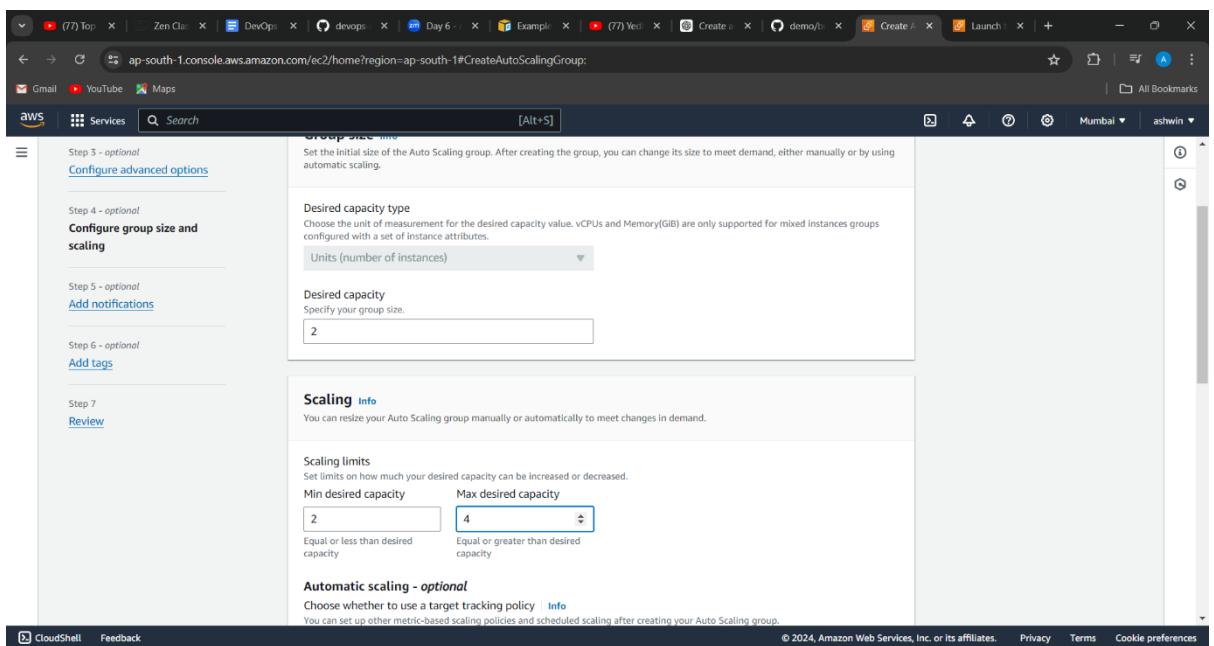 (77) Top
Zen Clas
DevOps
devops-
Day 6 -
Example
(77) Yedi
Create a
demo/b
Create A
Launch t
ap-south-1.console.aws.amazon.com/ec2/home?region=ap-south-1#CreateAutoScalingGroup:
A
Gmail
YouTube
Maps
All Bookmarks
aws
Services
Search
[Alt+S]
Mumbai
ashwin
Step 3 - optional
Configure advanced options
Step 4 - optional
Configure group size and
scaling
Step 5 - optional
Add notifications
Step 6 - optional
Add tags
Step 7
Review
Group size Info
Set the initial size of the Auto Scaling group. After creating the group, you can change its size to meet demand, either manually or by using
automatic scaling.
Desired capacity type
Choose the unit of measurement for the desired capacity value. vCPUs and Memory(GiB) are only supported for mixed instances groups
configured with a set of instance attributes.
Units (number of instances)
Desired capacity
Specify your group size.
2
Scaling Info
You can resize your Auto Scaling group manually or automatically to meet changes in demand.
Scaling limits
Set limits on how much your desired capacity can be increased or decreased.
Min desired capacity
Max desired capacity
2
4
Equal or less than desired
capacity
Equal or greater than desired
capacity
Automatic scaling - optional
Choose whether to use a target tracking policy Info
You can set up other metric-based scaling policies and scheduled scaling after creating your Auto Scaling group.
CloudShell
Feedback
© 2024, Amazon Web Services, Inc. or its affiliates.
Privacy
Terms
Cookie preferences